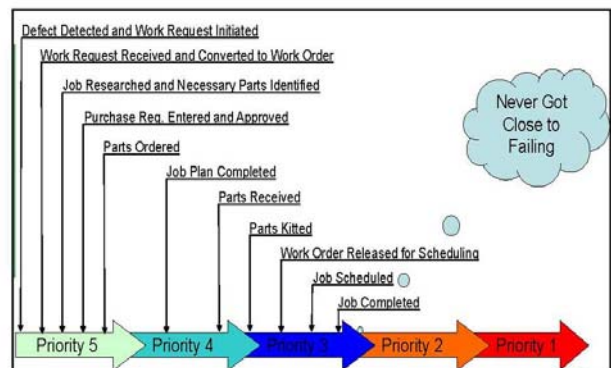 Defect Detected and Work Request Initiated
Work Request Received and Converted to Work Order
Job Researched and Necessary Parts Identified
Purchase Req. Entered and Approved
Parts Ordered
Job Plan Completed
Parts Received
Parts Kitted
Work Order Released for Scheduling
Job Scheduled
Job Completed
Never Got
Close to
Failing
Priority 5
Priority 4
Priority 3
Priority 2
Priority 1